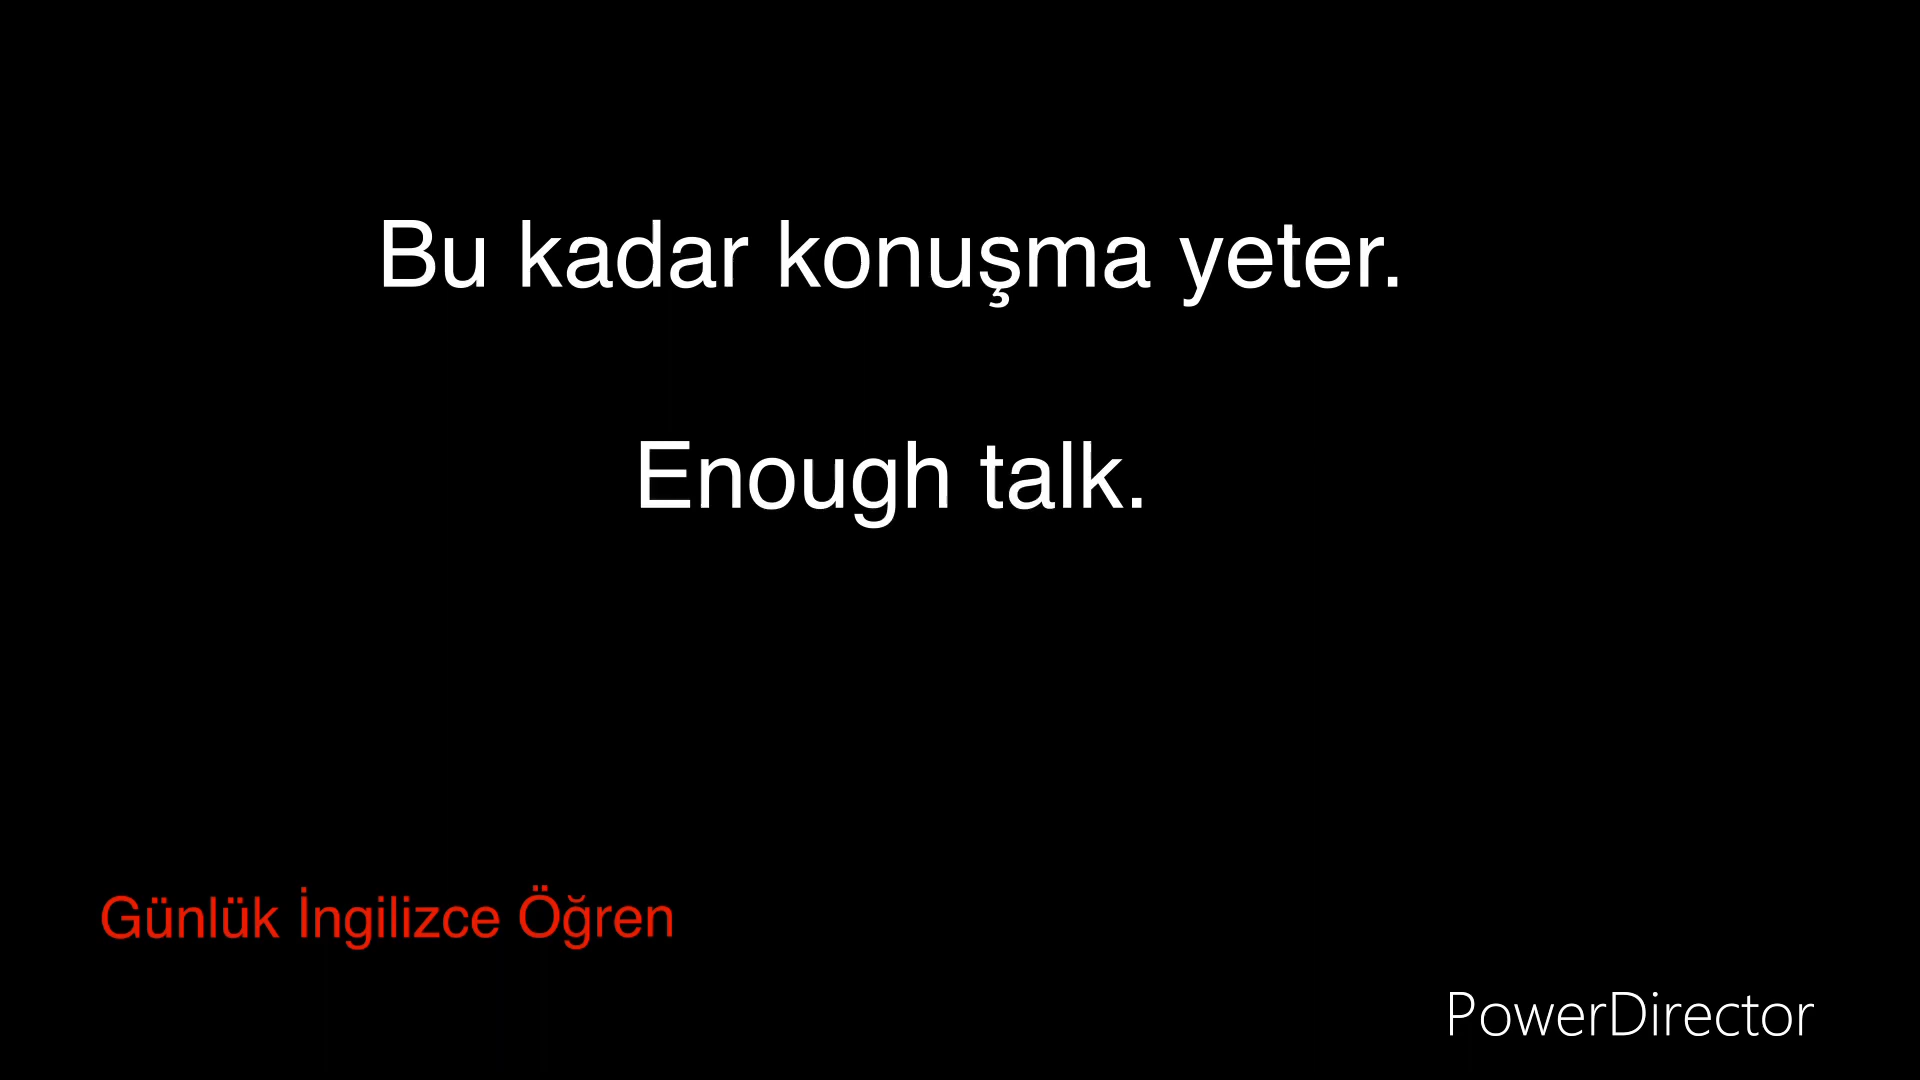 Bu kadar konuşma yeter.
Enough talk.
Günlük İngilizce Öğren
PowerDirector